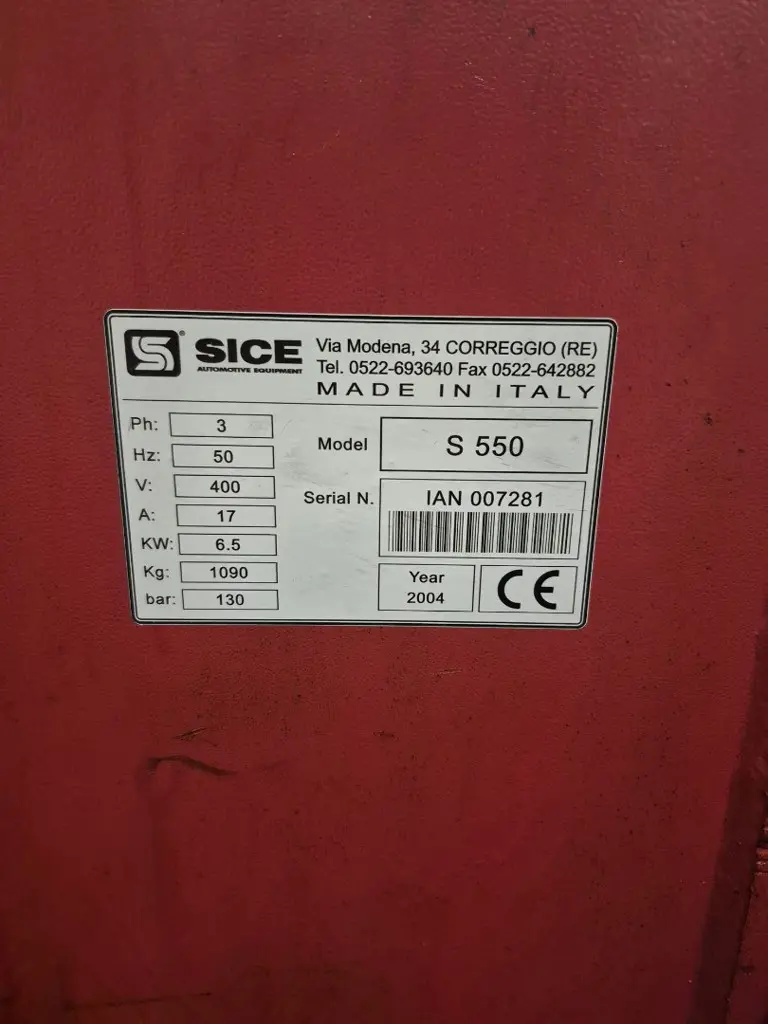 SICE
AUTOMOTIVE EQUIPMENT
Via Modena, 34 CORREGGIO (RE)
Tel. 0522-693640 Fax 0522-642882
MADE IN ITALY
Ph: 3
Hz: 50
V: 400
A: 17
KW: 6.5
Kg: 1090
bar: 130
Model S 550
Serial N. IAN 007281
Year
2004
CE